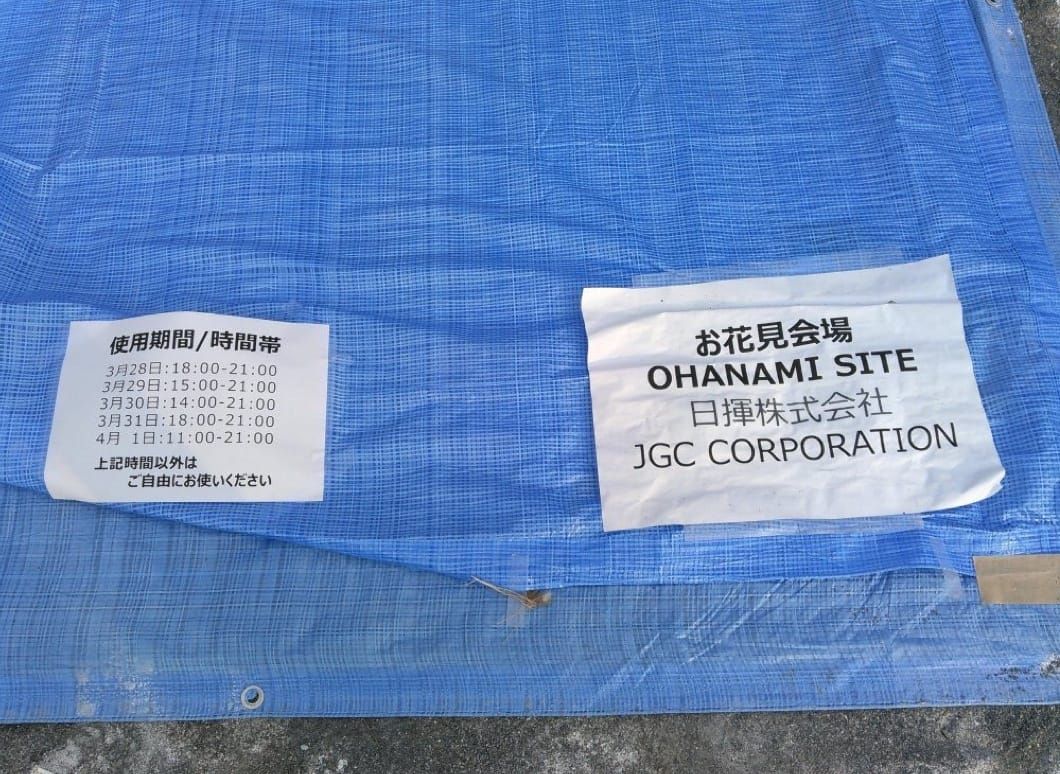 使用期間/時間帯
3月28日:18:00-21:00
3月29日:15:00-21:00
3月30日:14:00-21:00
3月31日:18:00-21:00
4月 1日:11:00-21:00
上記時間以外は
ご自由にお使いください
お花見会場
OHANAMI SITE
日揮株式会社
JGC CORPORATION